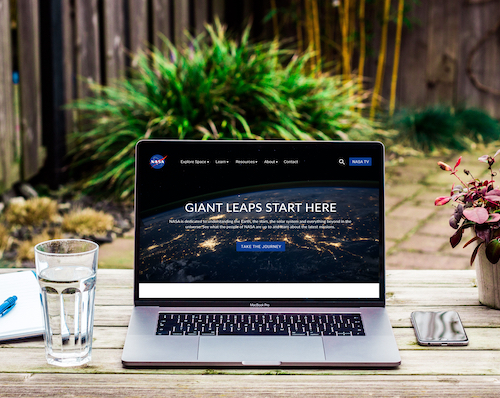 NASA
Explore Space ▾ Learn ▾ Resources ▾ About ▾ Contact
NASA TV
GIANT LEAPS START HERE
NASA is dedicated to understanding the Earth, the stars, the solar system and everything beyond in the
universe! See what the people of NASA are up to and learn about the latest missions.
TAKE THE JOURNEY
MacBook Pro